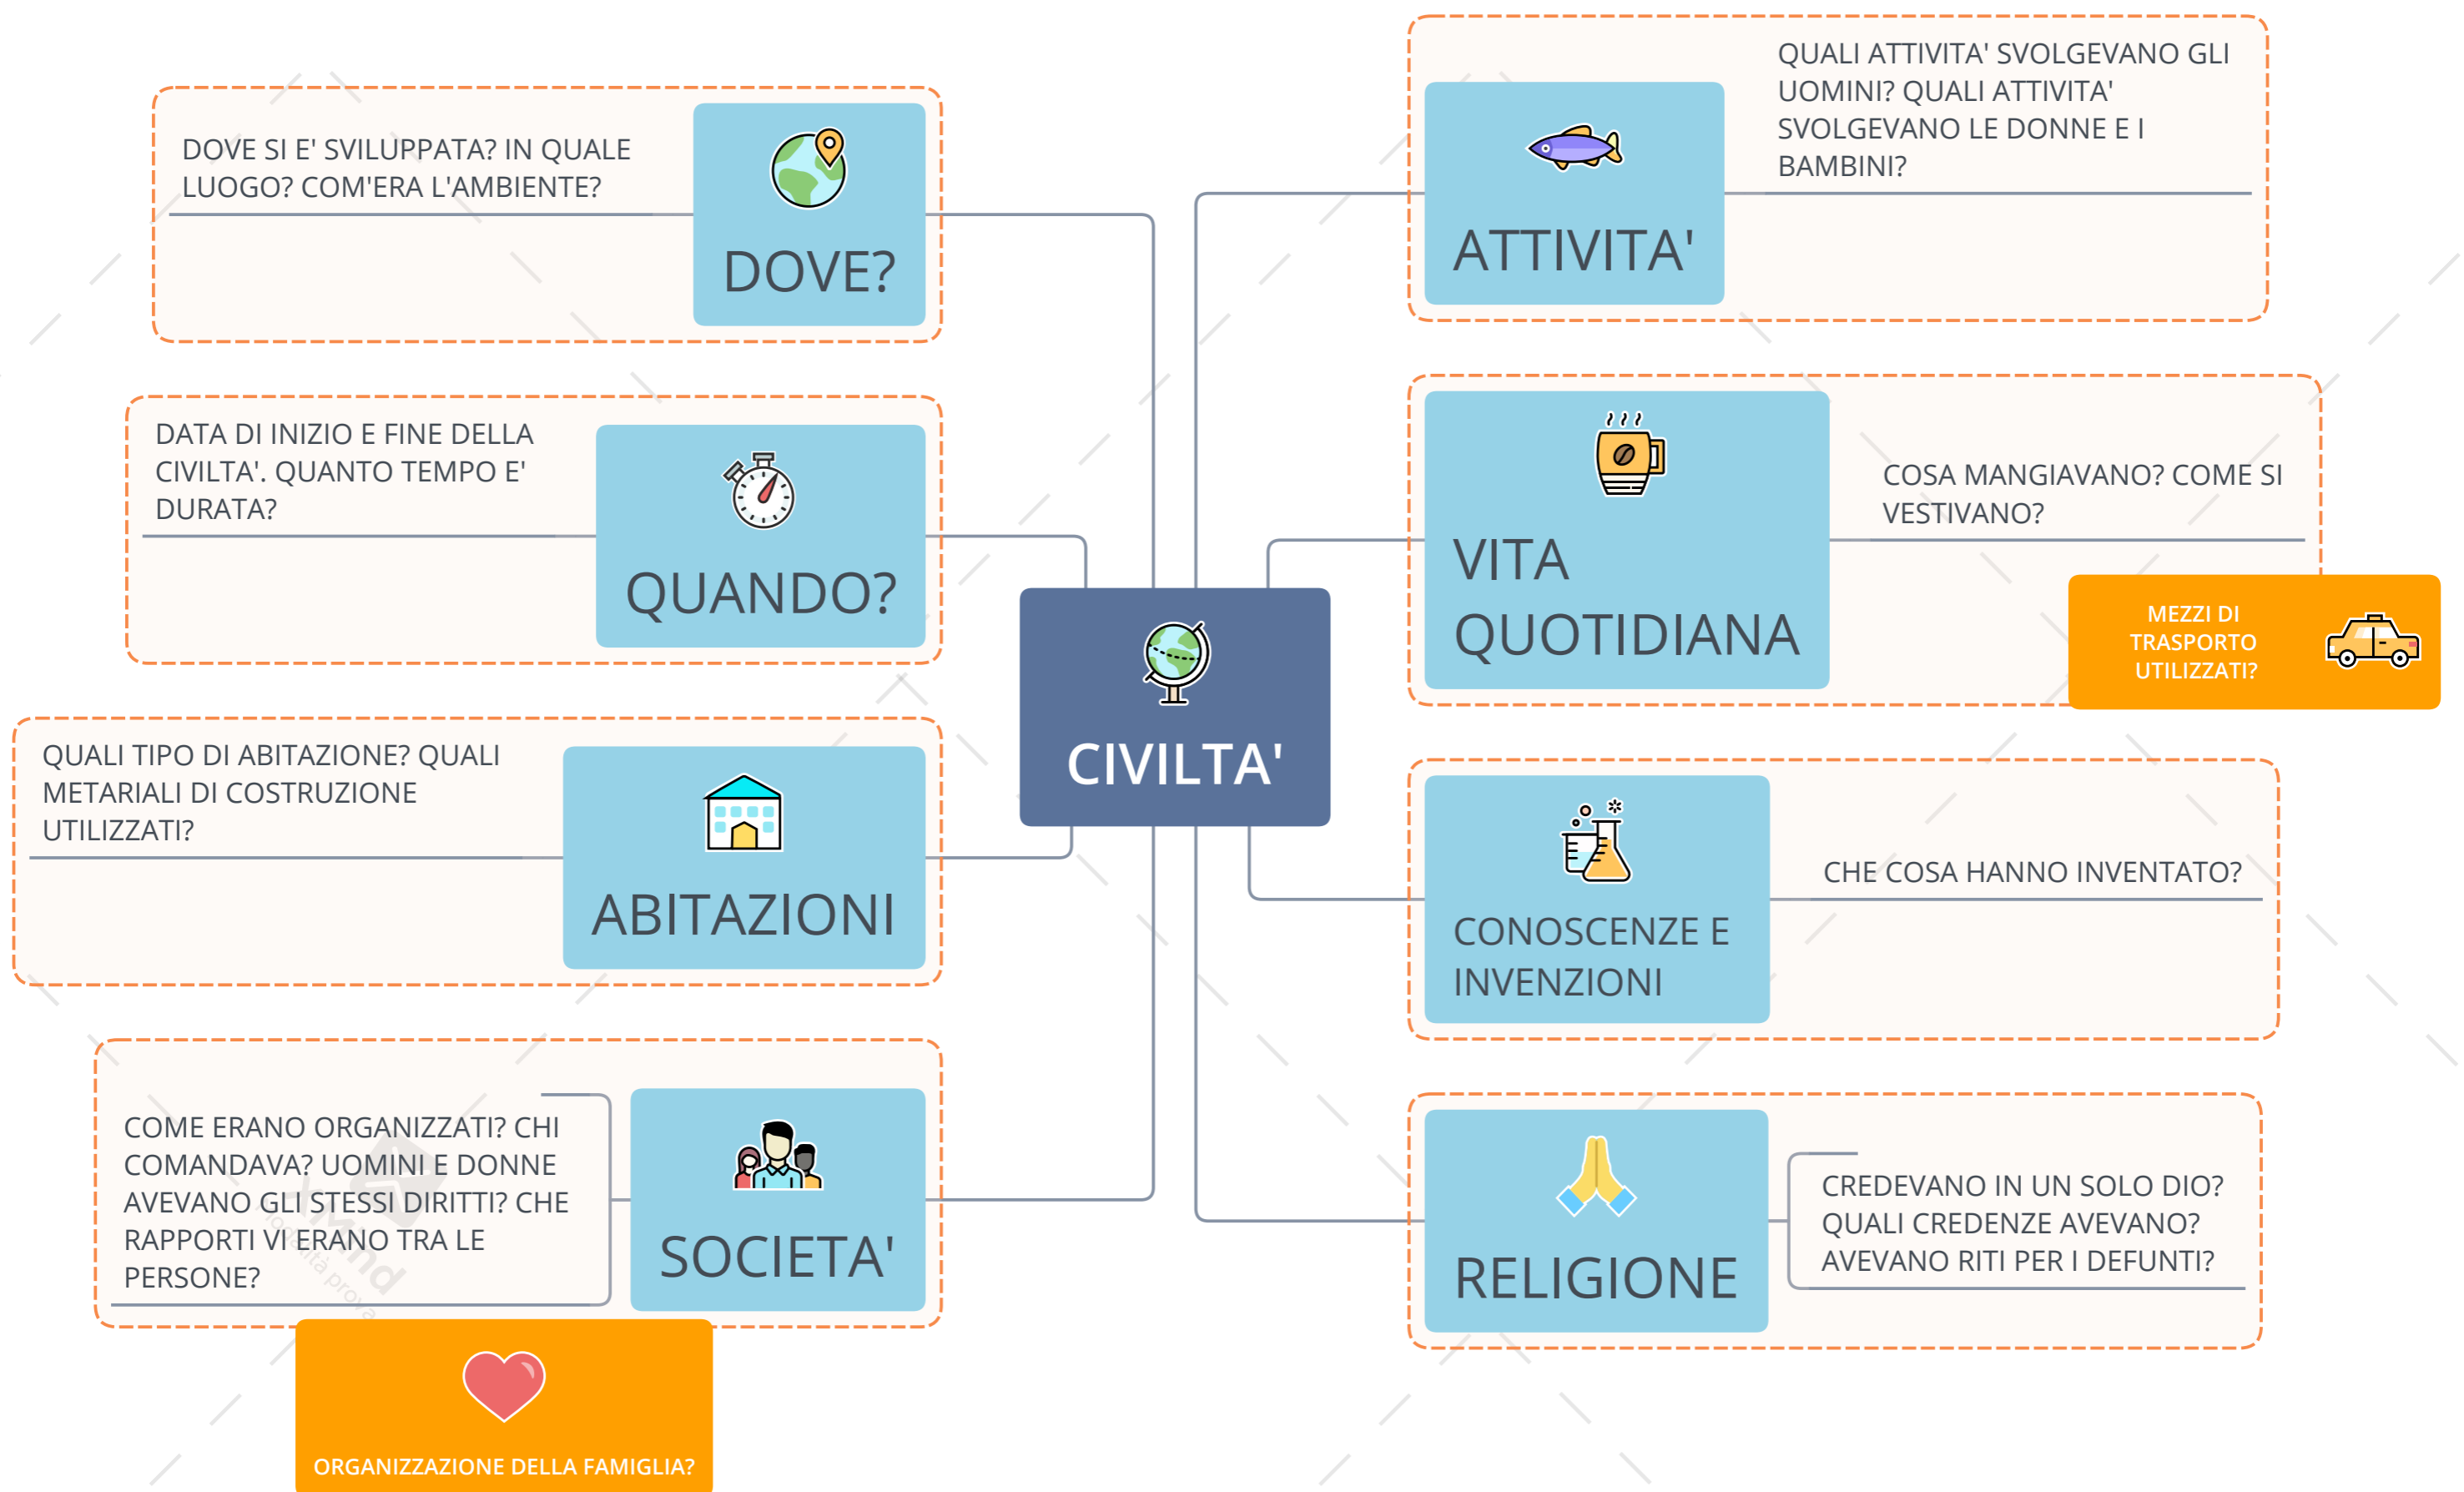 DOVE SI E' SVILUPPATA? IN QUALE
LUOGO? COM'ERA L'AMBIENTE?
DOVE?
DATA DI INIZIO E FINE DELLA
CIVILTA'. QUANTO TEMPO E'
DURATA?
QUANDO?
QUALI TIPO DI ABITAZIONE? QUALI
METARIALI DI COSTRUZIONE
UTILIZZATI?
ABITAZIONI
COME ERANO ORGANIZZATI? CHI
COMANDAVA? UOMINI E DONNE
AVEVANO GLI STESSI DIRITTI? CHE
RAPPORTI VI ERANO TRA LE
PERSONE?
SOCIETA'
ORGANIZZAZIONE DELLA FAMIGLIA?
XMind
Modalità prova
CIVILTA'
ATTIVITA'
QUALI ATTIVITA' SVOLGEVANO GLI
UOMINI? QUALI ATTIVITA'
SVOLGEVANO LE DONNE E I
BAMBINI?
VITA
QUOTIDIANA
COSA MANGIAVANO? COME SI
VESTIVANO?
MEZZI DI
TRASPORTO
UTILIZZATI?
CONOSCENZE E
INVENZIONI
CHE COSA HANNO INVENTATO?
RELIGIONE
CREDEVANO IN UN SOLO DIO?
QUALI CREDENZE AVEVANO?
AVEVANO RITI PER I DEFUNTI?